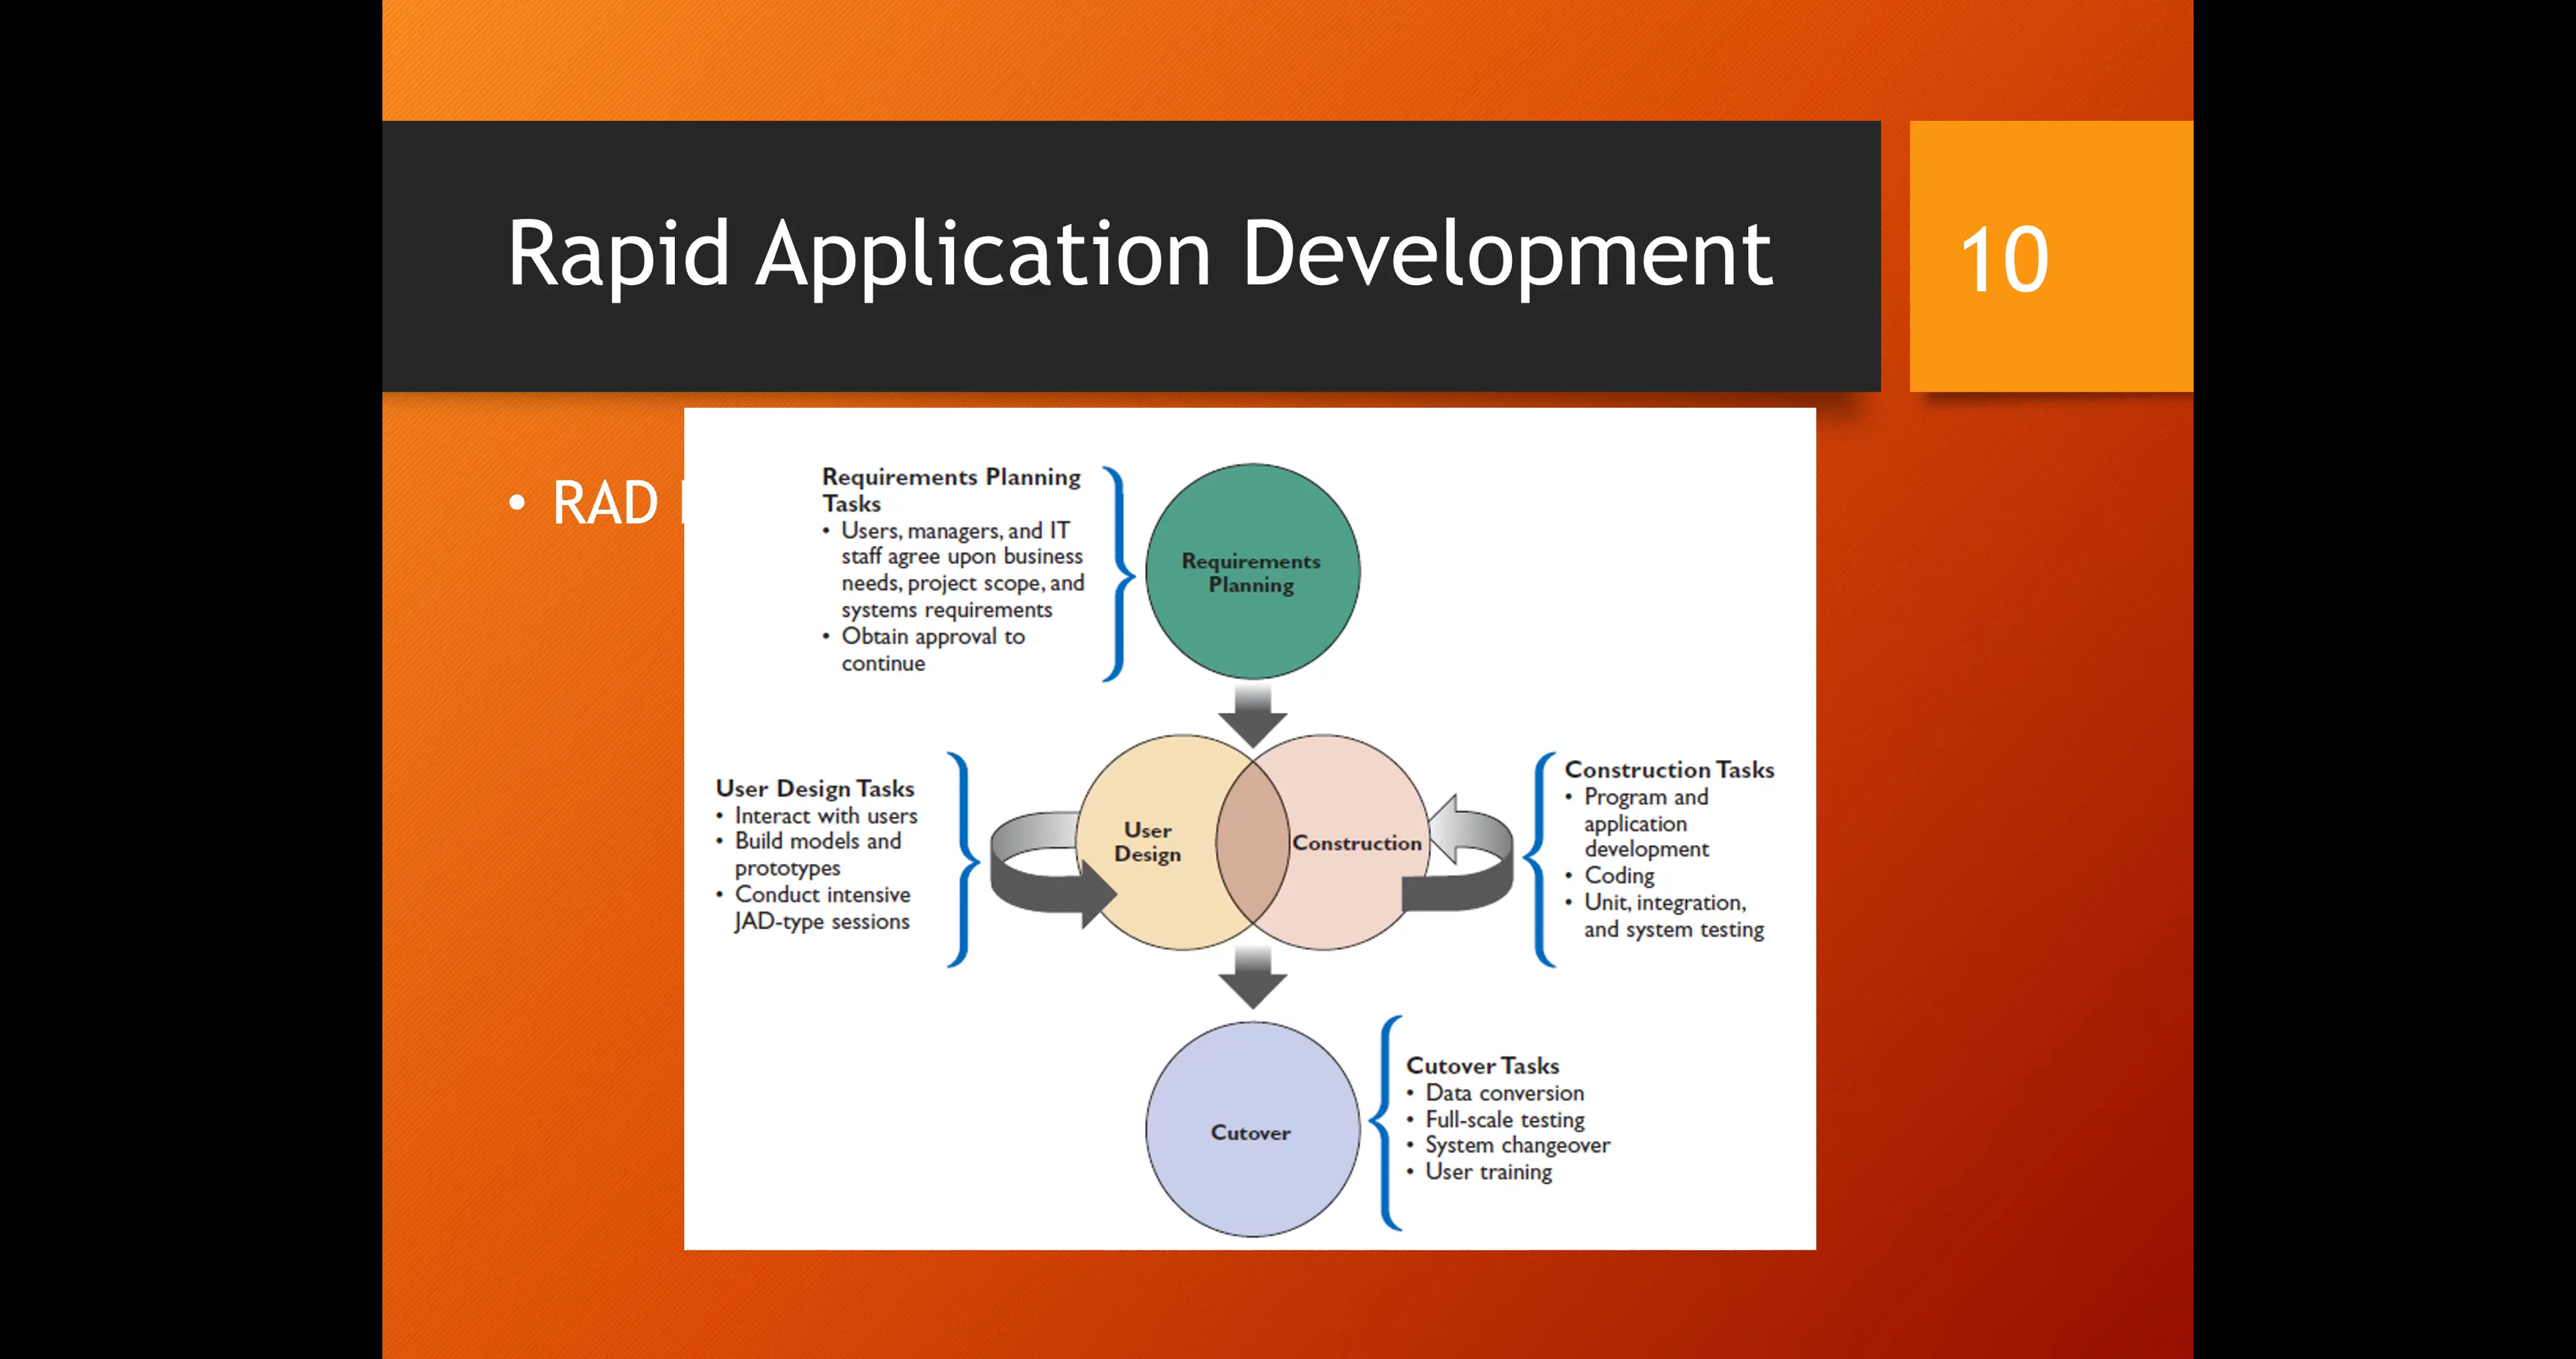 Rapid Application Development
10
• RAD
Requirements Planning
Tasks
• Users, managers, and IT
staff agree upon business
needs, project scope, and
systems requirements
• Obtain approval to
continue
Requirements
Planning
User Design Tasks
• Interact with users
• Build models and
prototypes
• Conduct intensive
JAD-type sessions
User
Design
Construction
Construction Tasks
• Program and
application
development
• Coding
• Unit, integration,
and system testing
Cutover
Cutover Tasks
• Data conversion
• Full-scale testing
• System changeover
• User training